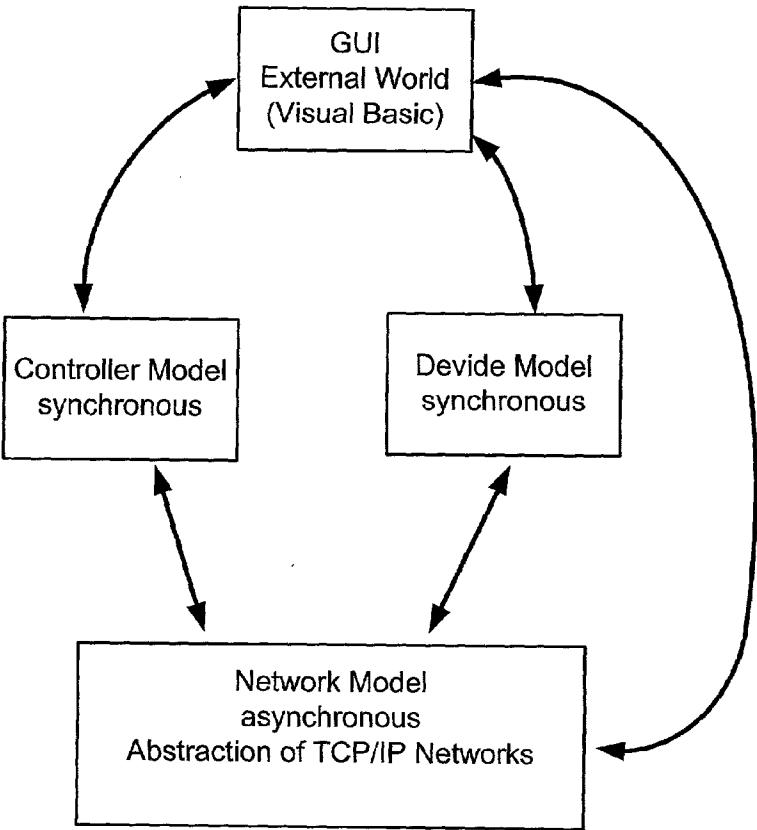 GUI
External World
(Visual Basic)
Controller Model
synchronous
Devide Model
synchronous
Network Model
asynchronous
Abstraction of TCP/IP Networks